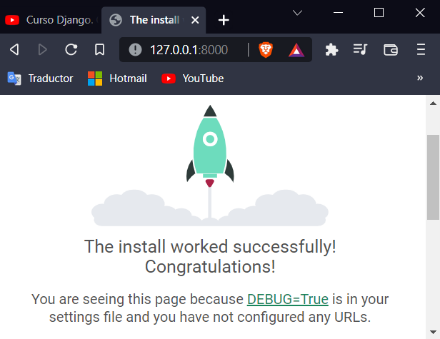 Curso Django.
The install
127.0.0.1:8000
Traductor
Hotmail
YouTube
»
The install worked successfully!
Congratulations!
You are seeing this page because DEBUG=True is in your
settings file and you have not configured any URLs.